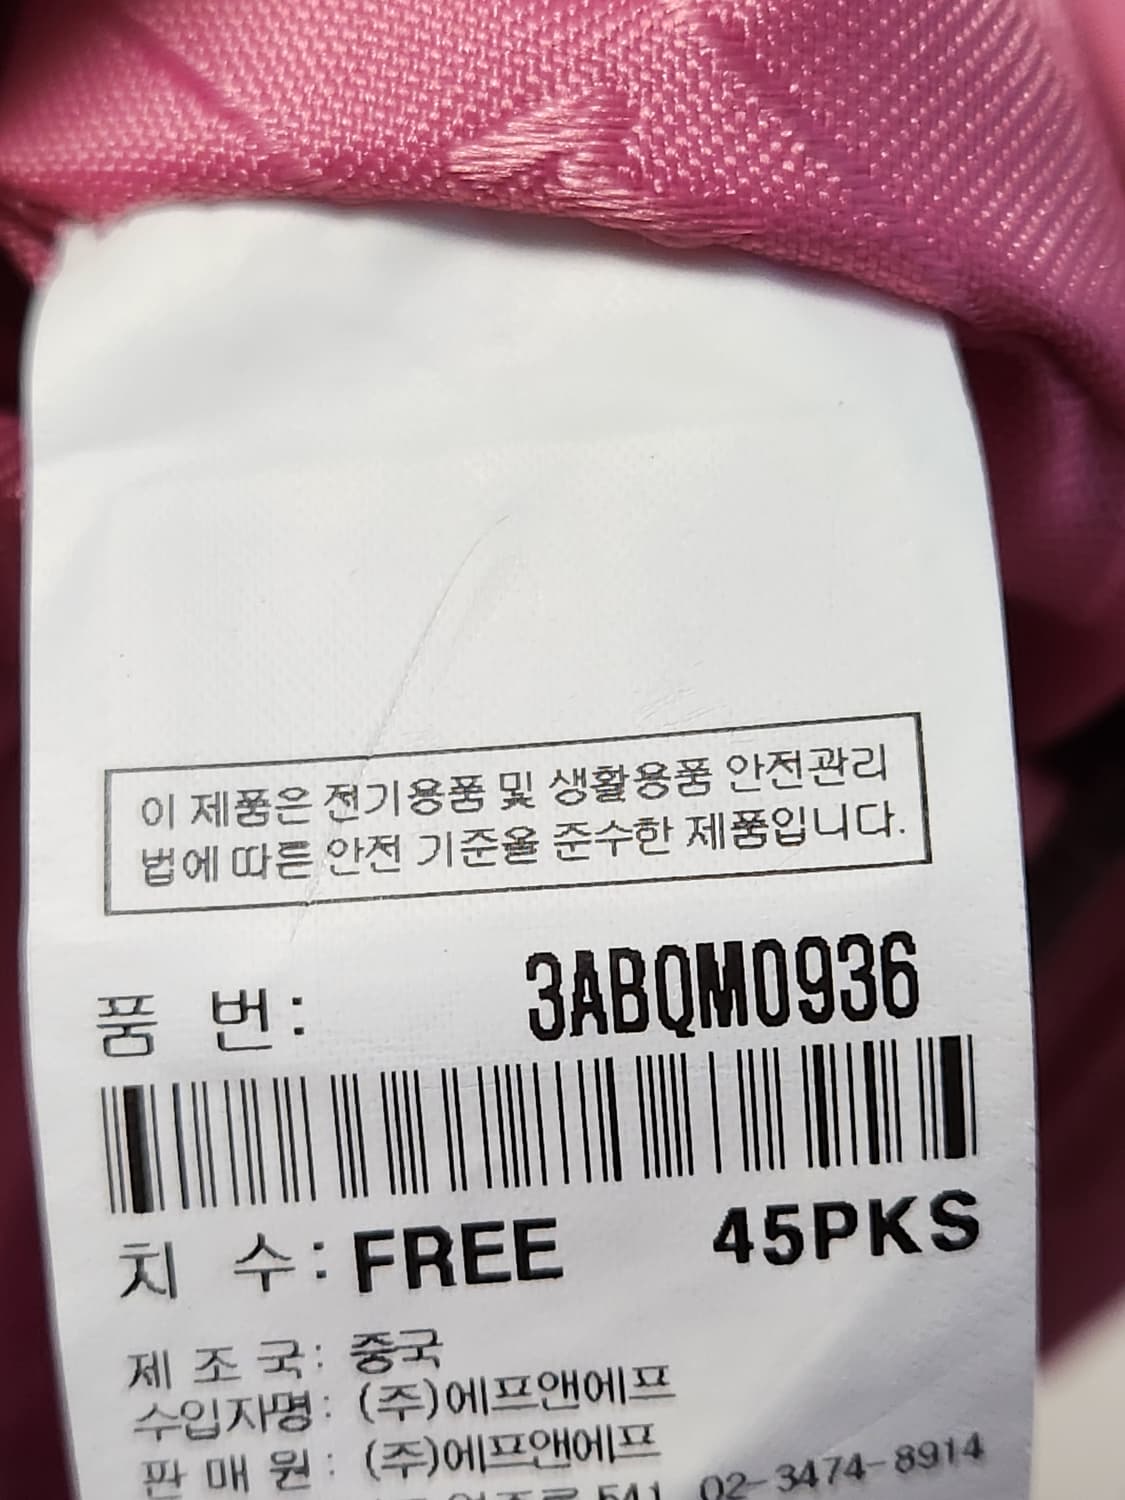 이 제품은 전기용품 및 생활용품 안전관리
법에 따른 안전 기준을 준수한 제품입니다.
품 번: 3ABQM0936
치 수: FREE 45PKS
제 조 국: 중국
수입자명: (주)에프앤에프
판 매 원: (주)에프앤에프
541 02-3474-8914